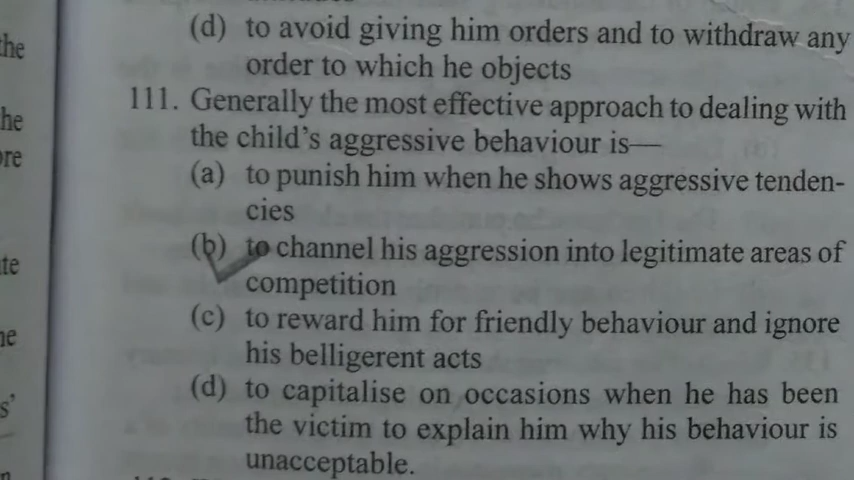 (d) to avoid giving him orders and to withdraw any
order to which he objects
111. Generally the most effective approach to dealing with
the child's aggressive behaviour is—
(a) to punish him when he shows aggressive tenden-
cies
(b) to channel his aggression into legitimate areas of
competition
(c) to reward him for friendly behaviour and ignore
his belligerent acts
(d) to capitalise on occasions when he has been
the victim to explain him why his behaviour is
unacceptable.